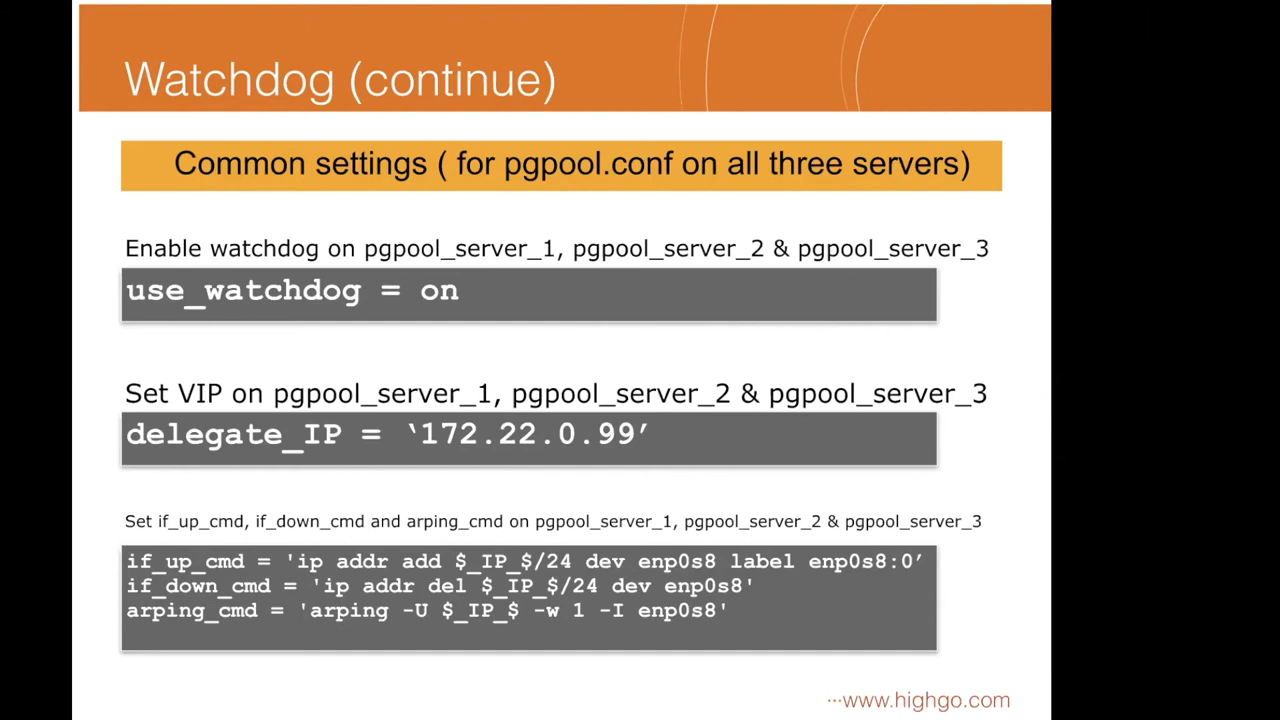 Watchdog (continue)
Common settings ( for pgpool.conf on all three servers)
Enable watchdog on pgpool_server_1, pgpool_server_2 & pgpool_server_3
use_watchdog = on
Set VIP on pgpool_server_1, pgpool_server_2 & pgpool_server_3
delegate_IP = ‘172.22.0.99’
Set if_up_cmd, if_down_cmd and arping_cmd on pgpool_server_1, pgpool_server_2 & pgpool_server_3
if_up_cmd = 'ip addr add $_IP_$/24 dev enp0s8 label enp0s8:0’
if_down_cmd = 'ip addr del $_IP_$/24 dev enp0s8'
arping_cmd = 'arping -U $_IP_$ -w 1 -I enp0s8'
···www.highgo.com